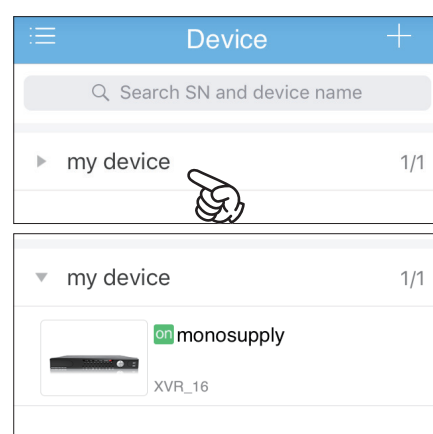 Device
Search SN and device name
my device 1/1
my device 1/1
on monosupply
XVR_16